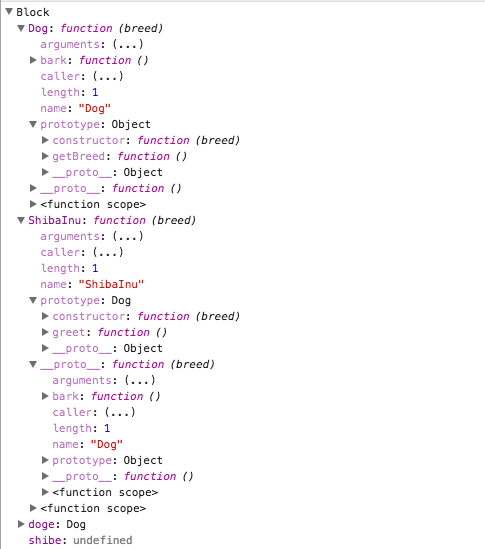 Block
Dog: function (breed)
arguments: (...)
bark: function ()
caller: (...)
length: 1
name: "Dog"
prototype: Object
constructor: function (breed)
getBreed: function ()
__proto__: Object
__proto__: function ()
<function scope>
ShibaInu: function (breed)
arguments: (...)
caller: (...)
length: 1
name: "ShibaInu"
prototype: Dog
constructor: function (breed)
greet: function ()
__proto__: Object
__proto__: function (breed)
arguments: (...)
bark: function ()
caller: (...)
length: 1
name: "Dog"
prototype: Object
__proto__: function ()
<function scope>
<function scope>
doge: Dog
shibe: undefined